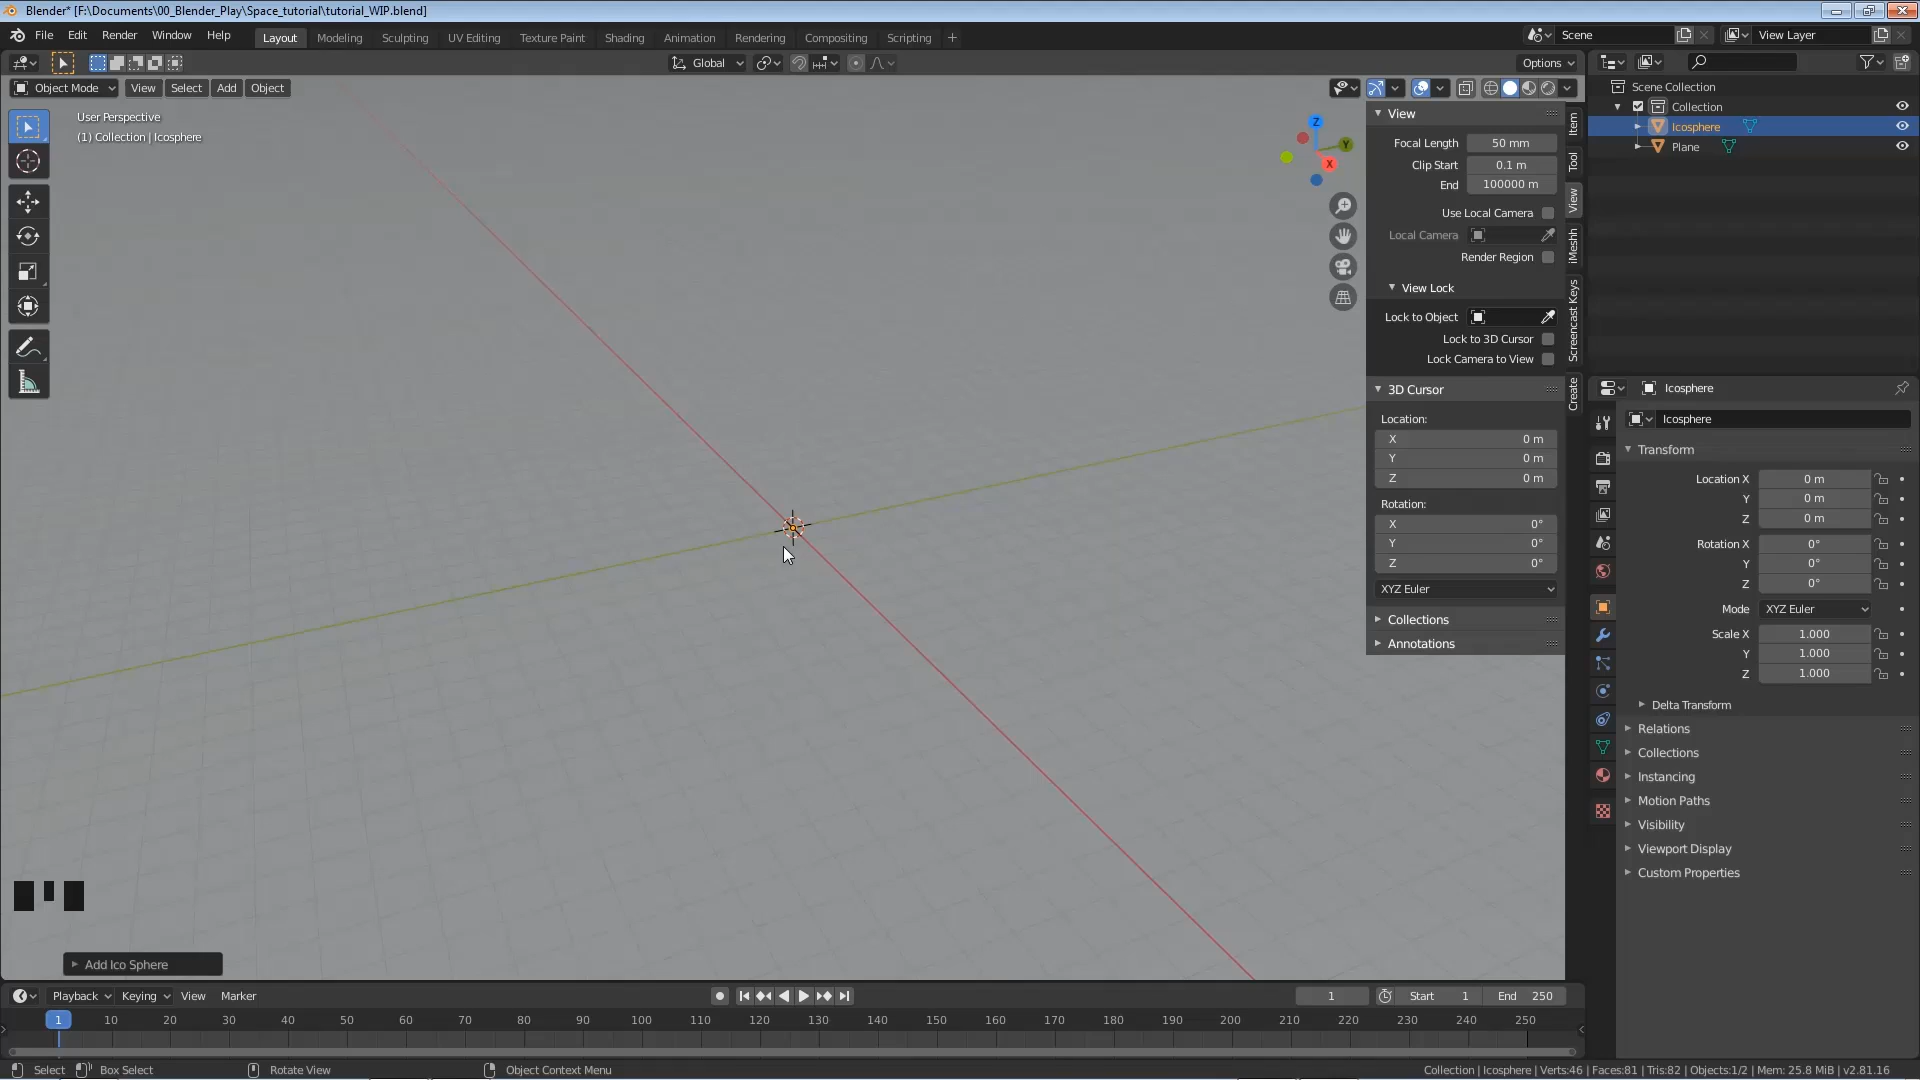 Blender* [F:\Documents\00_Blender_Play\Space_tutorial\tutorial_WIP.blend]
File Edit Render Window Help Layout Modeling Sculpting UV Editing Texture Paint Shading Animation Rendering Compositing Scripting + Scene View Layer
Global Options
Object Mode View Select Add Object
User Perspective
(1) Collection | Icosphere
Z
Y
X
View
Focal Length 50 mm
Clip Start 0.1 m
End 100000 m
Use Local Camera
Local Camera
Render Region
View Lock
Lock to Object
Lock to 3D Cursor
Lock Camera to View
3D Cursor
Location:
X 0 m
Y 0 m
Z 0 m
Rotation:
X 0°
Y 0°
Z 0°
XYZ Euler
Collections
Annotations
Item
Tool
View
iMeshh
Screencast Keys
Create
Scene Collection
Collection
Icosphere
Plane
Icosphere
Icosphere
Transform
Location X 0 m
Y 0 m
Z 0 m
Rotation X 0°
Y 0°
Z 0°
Mode XYZ Euler
Scale X 1.000
Y 1.000
Z 1.000
Delta Transform
Relations
Collections
Instancing
Motion Paths
Visibility
Viewport Display
Custom Properties
Add Ico Sphere
Playback Keying View Marker 1 Start 1 End 250
1 10 20 30 40 50 60 70 80 90 100 110 120 130 140 150 160 170 180 190 200 210 220 230 240 250
Select Box Select Rotate View Object Context Menu Collection | Icosphere | Verts:46 | Faces:81 | Tris:82 | Objects:1/2 | Mem: 25.8 MiB | v2.81.16